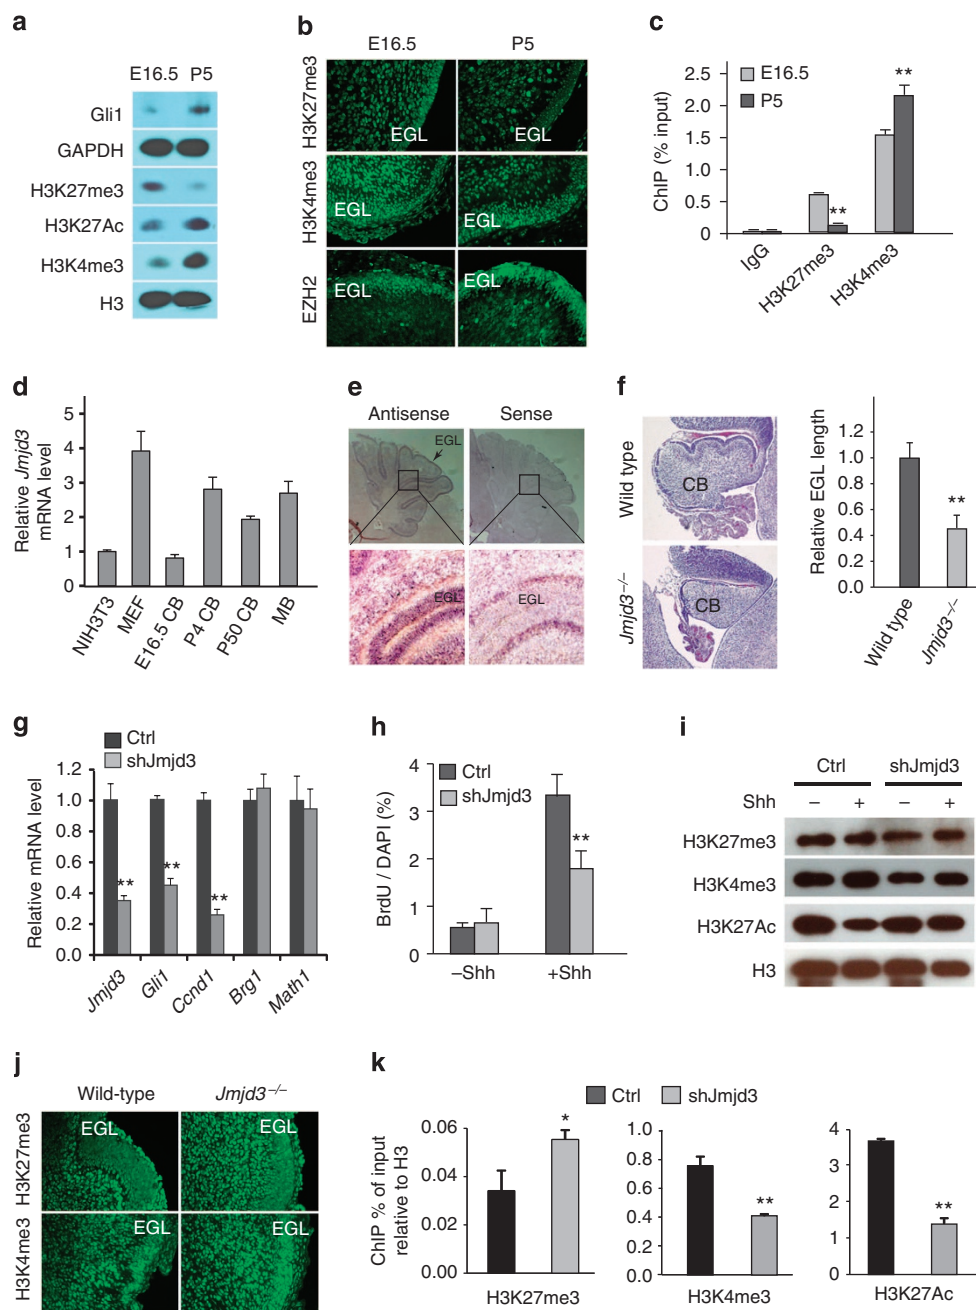 a
E16.5 P5
Gli1
GAPDH
H3K27me3
H3K27Ac
H3K4me3
H3
b
E16.5 P5
H3K27me3
EGL EGL
H3K4me3
EGL EGL
EZH2
EGL EGL
c
ChIP (% input)
2.5
2.0
1.5
1.0
0.5
0
E16.5
P5
**
**
IgG
H3K27me3
H3K4me3
d
Relative Jmjd3
mRNA level
5
4
3
2
1
0
NIH3T3
MEF
E16.5 CB
P4 CB
P50 CB
MB
e
Antisense Sense
EGL
EGL EGL
f
Wild type
CB
Jmjd3–/–
CB
Relative EGL length
1.2
1.0
0.8
0.6
0.4
0.2
0.0
**
Wild type
Jmjd3–/–
g
Ctrl
shJmjd3
Relative mRNA level
1.2
1.0
0.8
0.6
0.4
0.2
0.0
**
**
**
Jmjd3
Gli1
Ccnd1
Brg1
Math1
h
BrdU / DAPI (%)
4
3
2
1
0
Ctrl
shJmjd3
**
–Shh +Shh
i
Ctrl shJmjd3
Shh – + – +
H3K27me3
H3K4me3
H3K27Ac
H3
j
Wild-type Jmjd3–/–
H3K27me3
EGL EGL
H3K4me3
EGL EGL
k
Ctrl shJmjd3
ChIP % of input
relative to H3
0.06
0.04
0.02
0.00
*
H3K27me3
1.0
0.8
0.6
0.4
0.2
0.0
**
H3K4me3
4
3
2
1
0
**
H3K27Ac